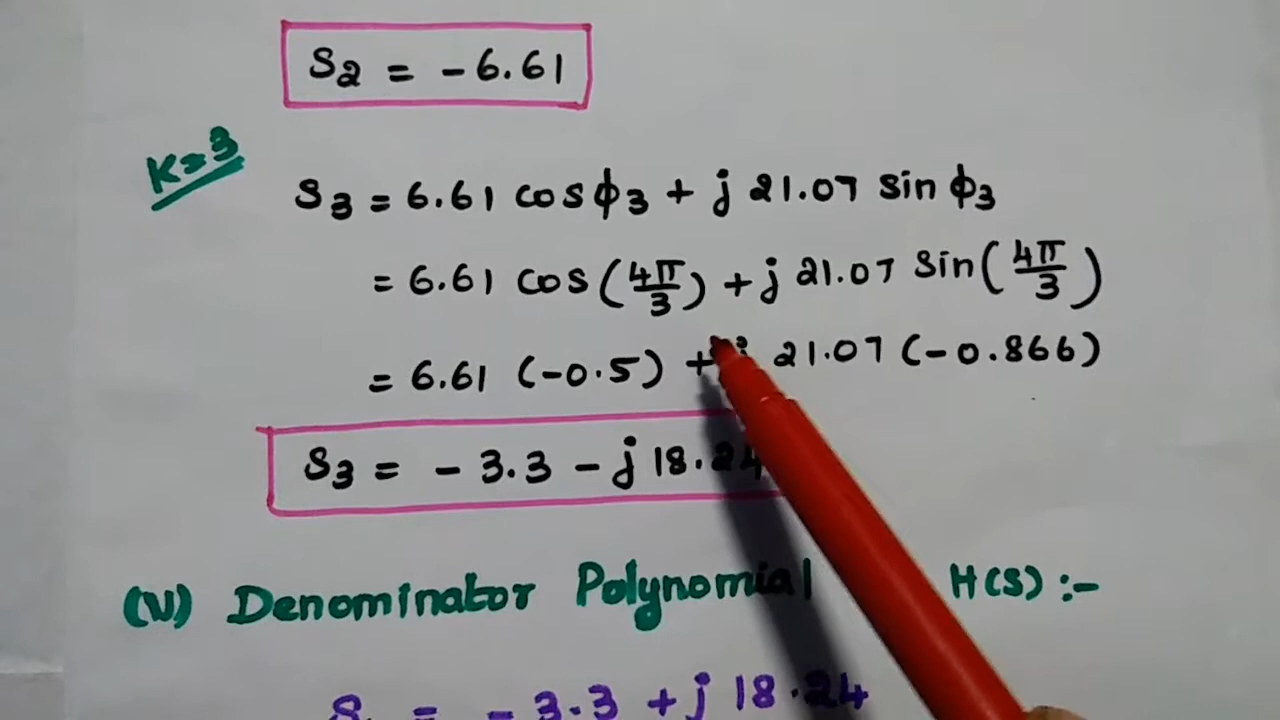 S2 = -6.61
K=3
S3 = 6.61 cosϕ3 + j 21.07 sin ϕ3
= 6.61 cos(4π/3) + j 21.07 sin(4π/3)
= 6.61 (-0.5) + j 21.07 (-0.866)
S3 = -3.3 - j 18.24
(V) Denominator Polynomial H(S) :-
= -3.3 + j 18.24